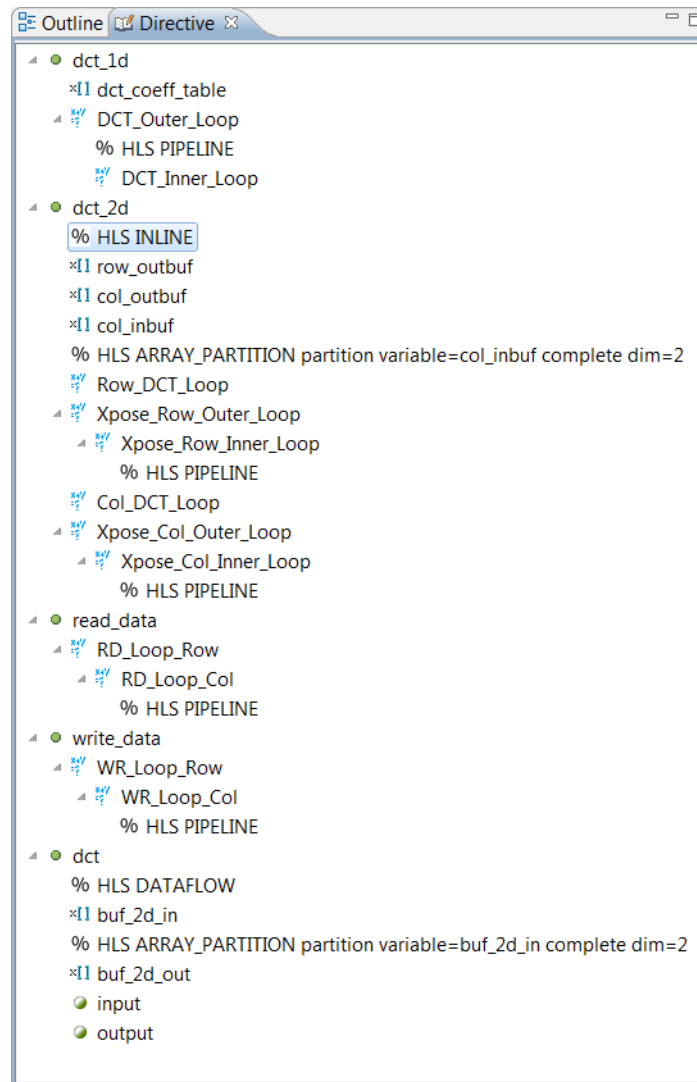 Outline Directive
dct_1d
dct_coeff_table
DCT_Outer_Loop
% HLS PIPELINE
DCT_Inner_Loop
dct_2d
% HLS INLINE
row_outbuf
col_outbuf
col_inbuf
% HLS ARRAY_PARTITION partition variable=col_inbuf complete dim=2
Row_DCT_Loop
Xpose_Row_Outer_Loop
Xpose_Row_Inner_Loop
% HLS PIPELINE
Col_DCT_Loop
Xpose_Col_Outer_Loop
Xpose_Col_Inner_Loop
% HLS PIPELINE
read_data
RD_Loop_Row
RD_Loop_Col
% HLS PIPELINE
write_data
WR_Loop_Row
WR_Loop_Col
% HLS PIPELINE
dct
% HLS DATAFLOW
buf_2d_in
% HLS ARRAY_PARTITION partition variable=buf_2d_in complete dim=2
buf_2d_out
input
output